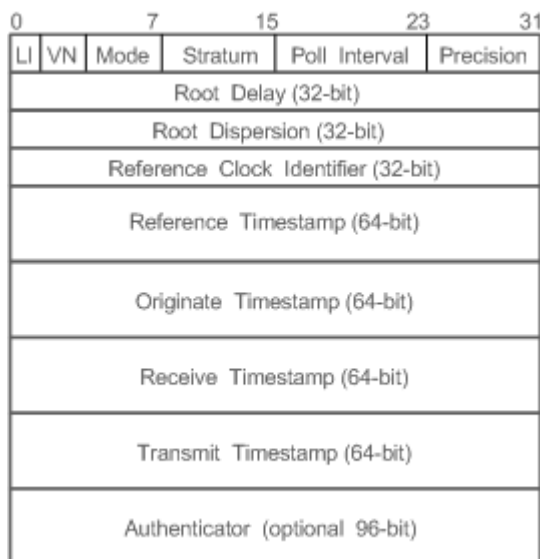 0 7 15 23 31
LI VN Mode Stratum Poll Interval Precision
Root Delay (32-bit)
Root Dispersion (32-bit)
Reference Clock Identifier (32-bit)
Reference Timestamp (64-bit)
Originate Timestamp (64-bit)
Receive Timestamp (64-bit)
Transmit Timestamp (64-bit)
Authenticator (optional 96-bit)